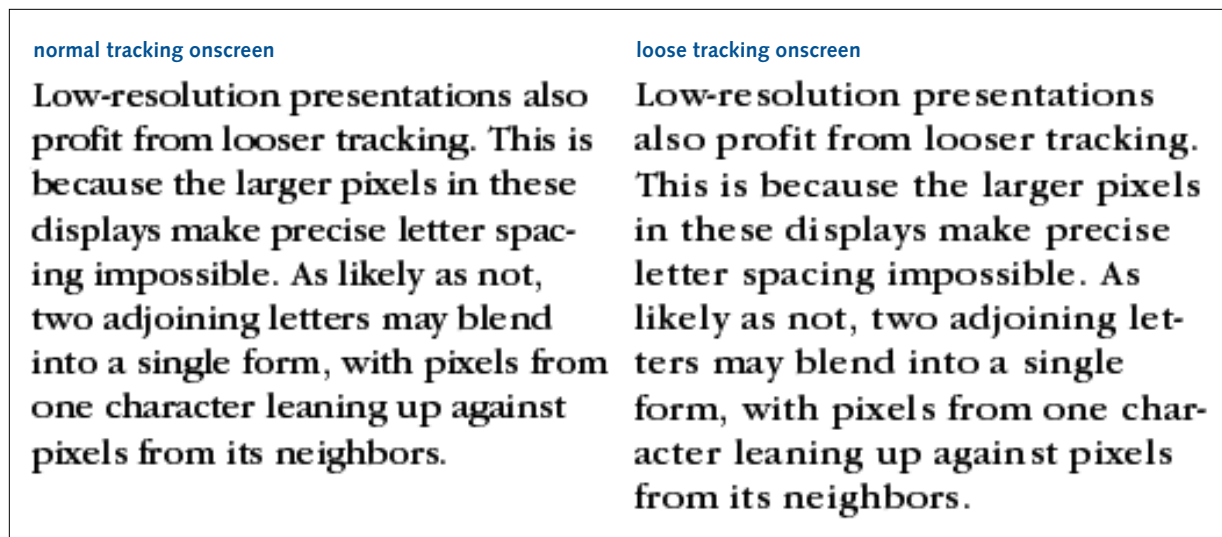 normal tracking onscreen
Low-resolution presentations also
profit from looser tracking. This is
because the larger pixels in these
displays make precise letter spac-
ing impossible. As likely as not,
two adjoining letters may blend
into a single form, with pixels from
one character leaning up against
pixels from its neighbors.
loose tracking onscreen
Low-resolution presentations
also profit from looser tracking.
This is because the larger pixels
in these displays make precise
letter spacing impossible. As
likely as not, two adjoining let-
ters may blend into a single
form, with pixels from one char-
acter leaning up against pixels
from its neighbors.